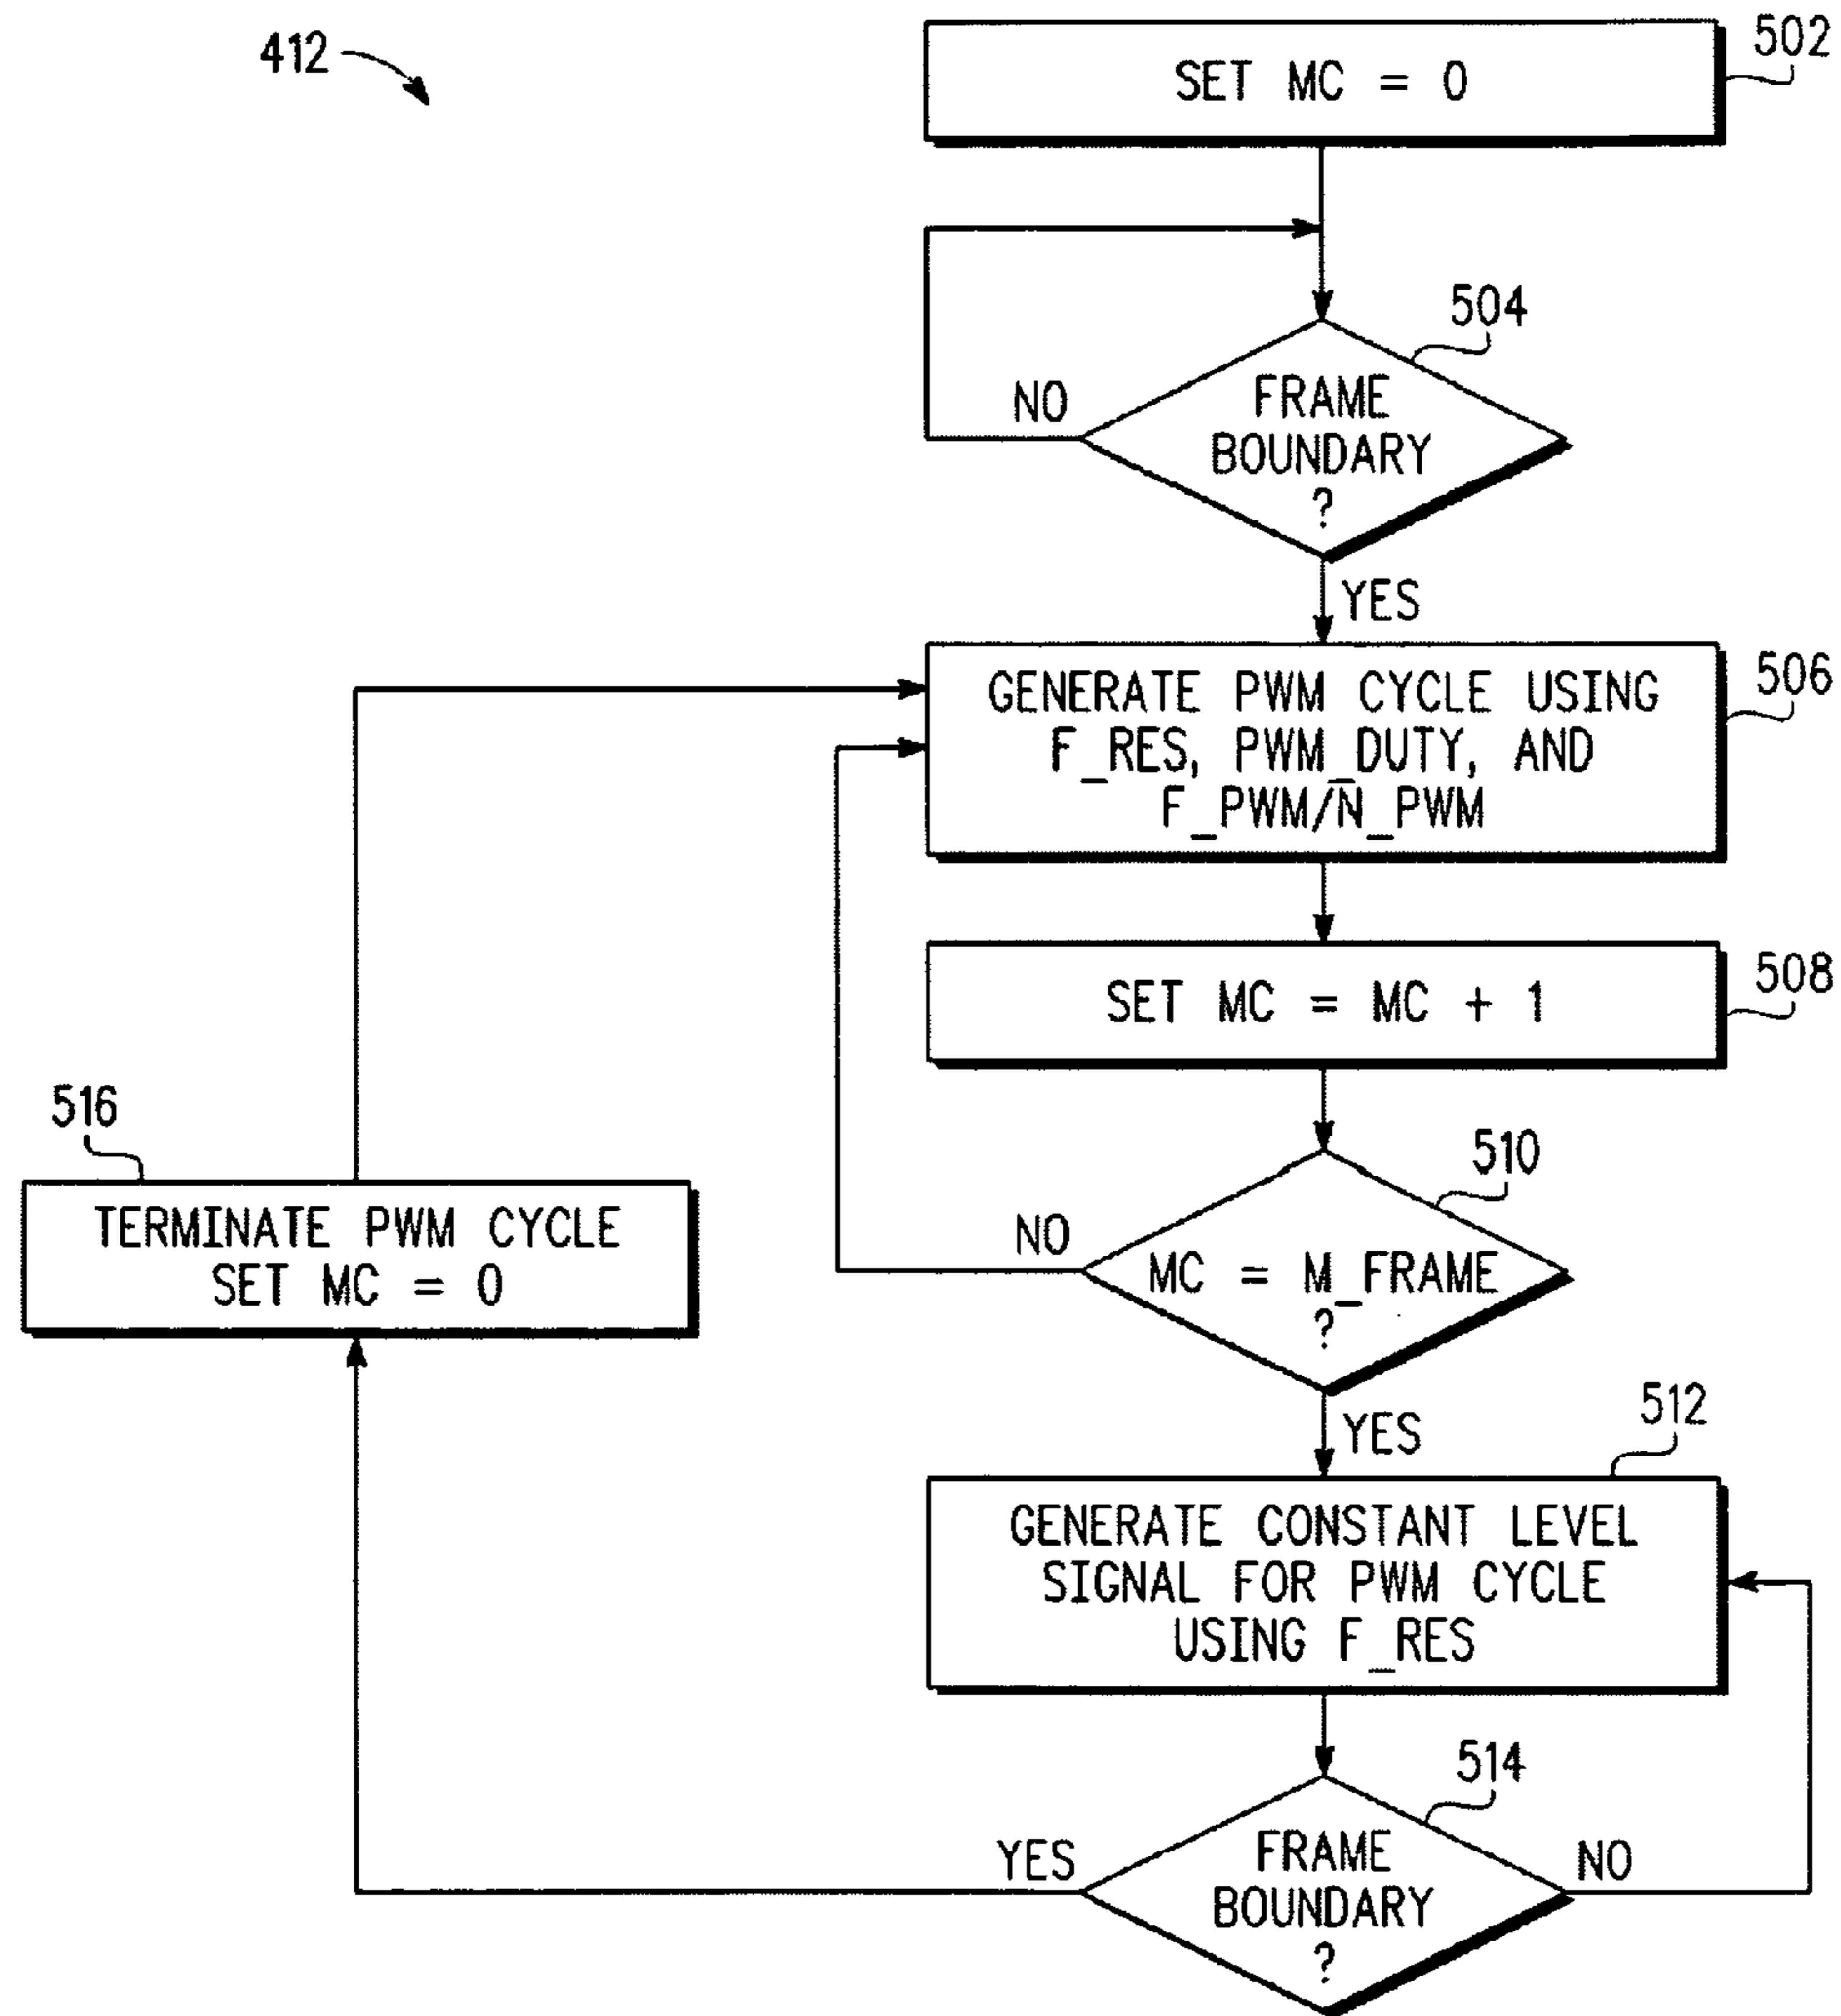 412
SET MC = 0
502
504
FRAME
BOUNDARY
?
NO
YES
GENERATE PWM CYCLE USING
F_RES, PWM_DUTY, AND
F_PWM/N_PWM
506
SET MC = MC + 1
508
516
TERMINATE PWM CYCLE
SET MC = 0
510
NO
MC = M_FRAME
?
YES
512
GENERATE CONSTANT LEVEL
SIGNAL FOR PWM CYCLE
USING F_RES
514
YES
FRAME
BOUNDARY
?
NO